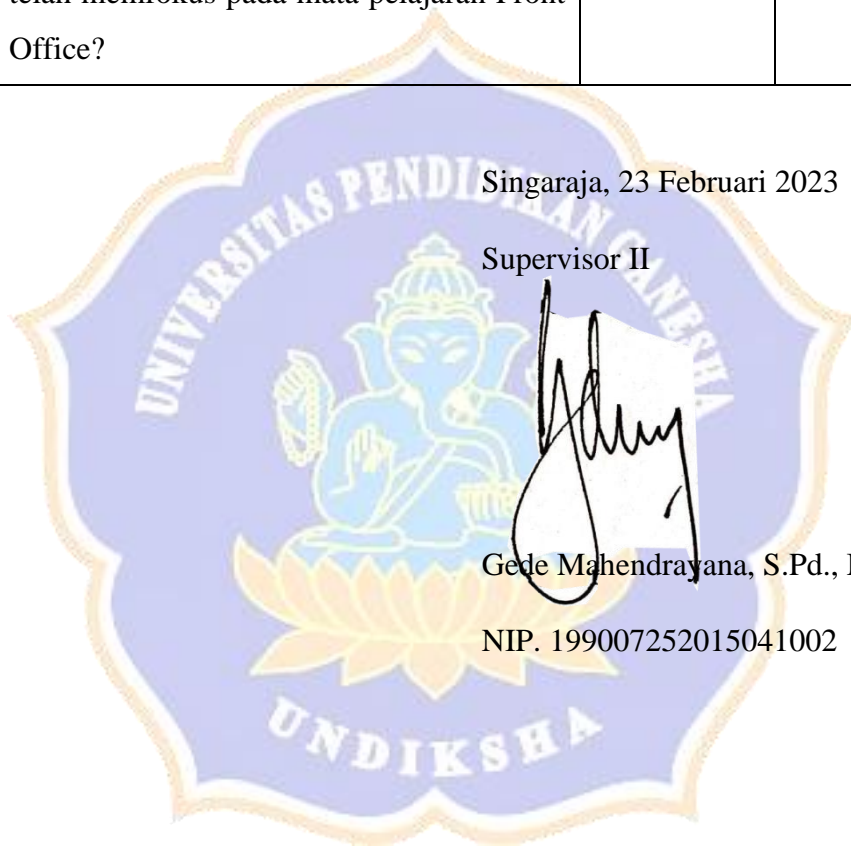 Office?
Singaraja, 23 Februari 2023
Supervisor II
Gede Mahendrayana, S.Pd.,
NIP. 199007252015041002
UNIVERSITAS PENDIDIKAN GANESHA
UNDIKSHA